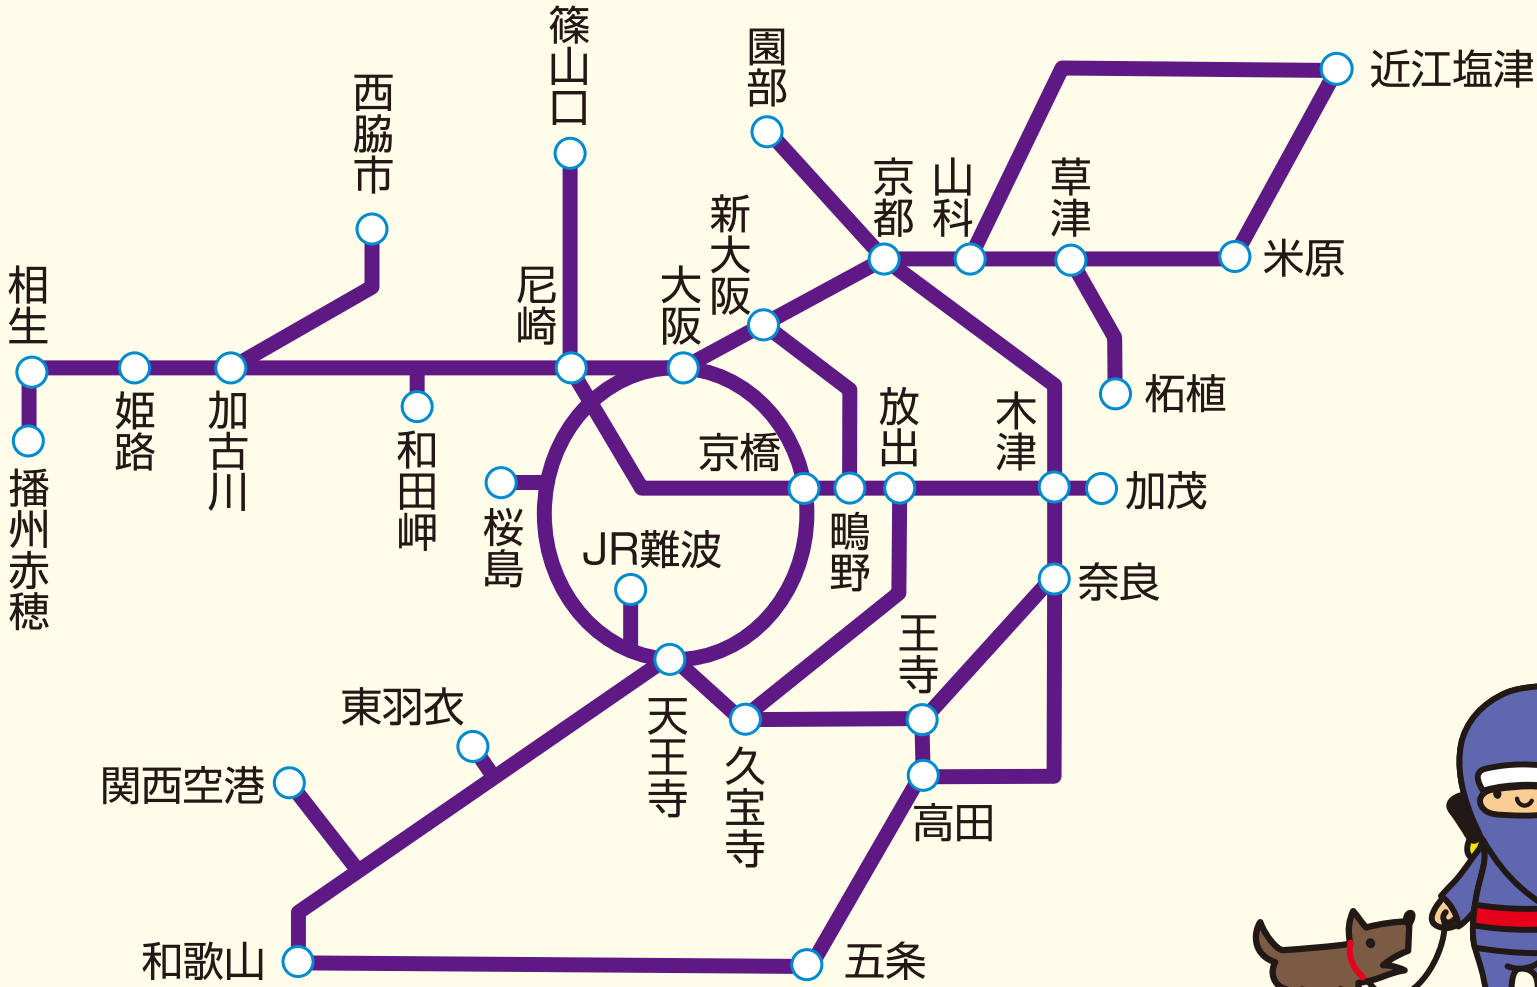 篠山口
園部
近江塩津
西脇市
京都
山科
草津
新大阪
米原
相生
尼崎
大阪
柘植
姫路
加古川
放出
木津
和田岬
京橋
加茂
播州赤穂
桜島
JR難波
鴫野
奈良
王寺
東羽衣
天王寺
久宝寺
関西空港
高田
和歌山
五条